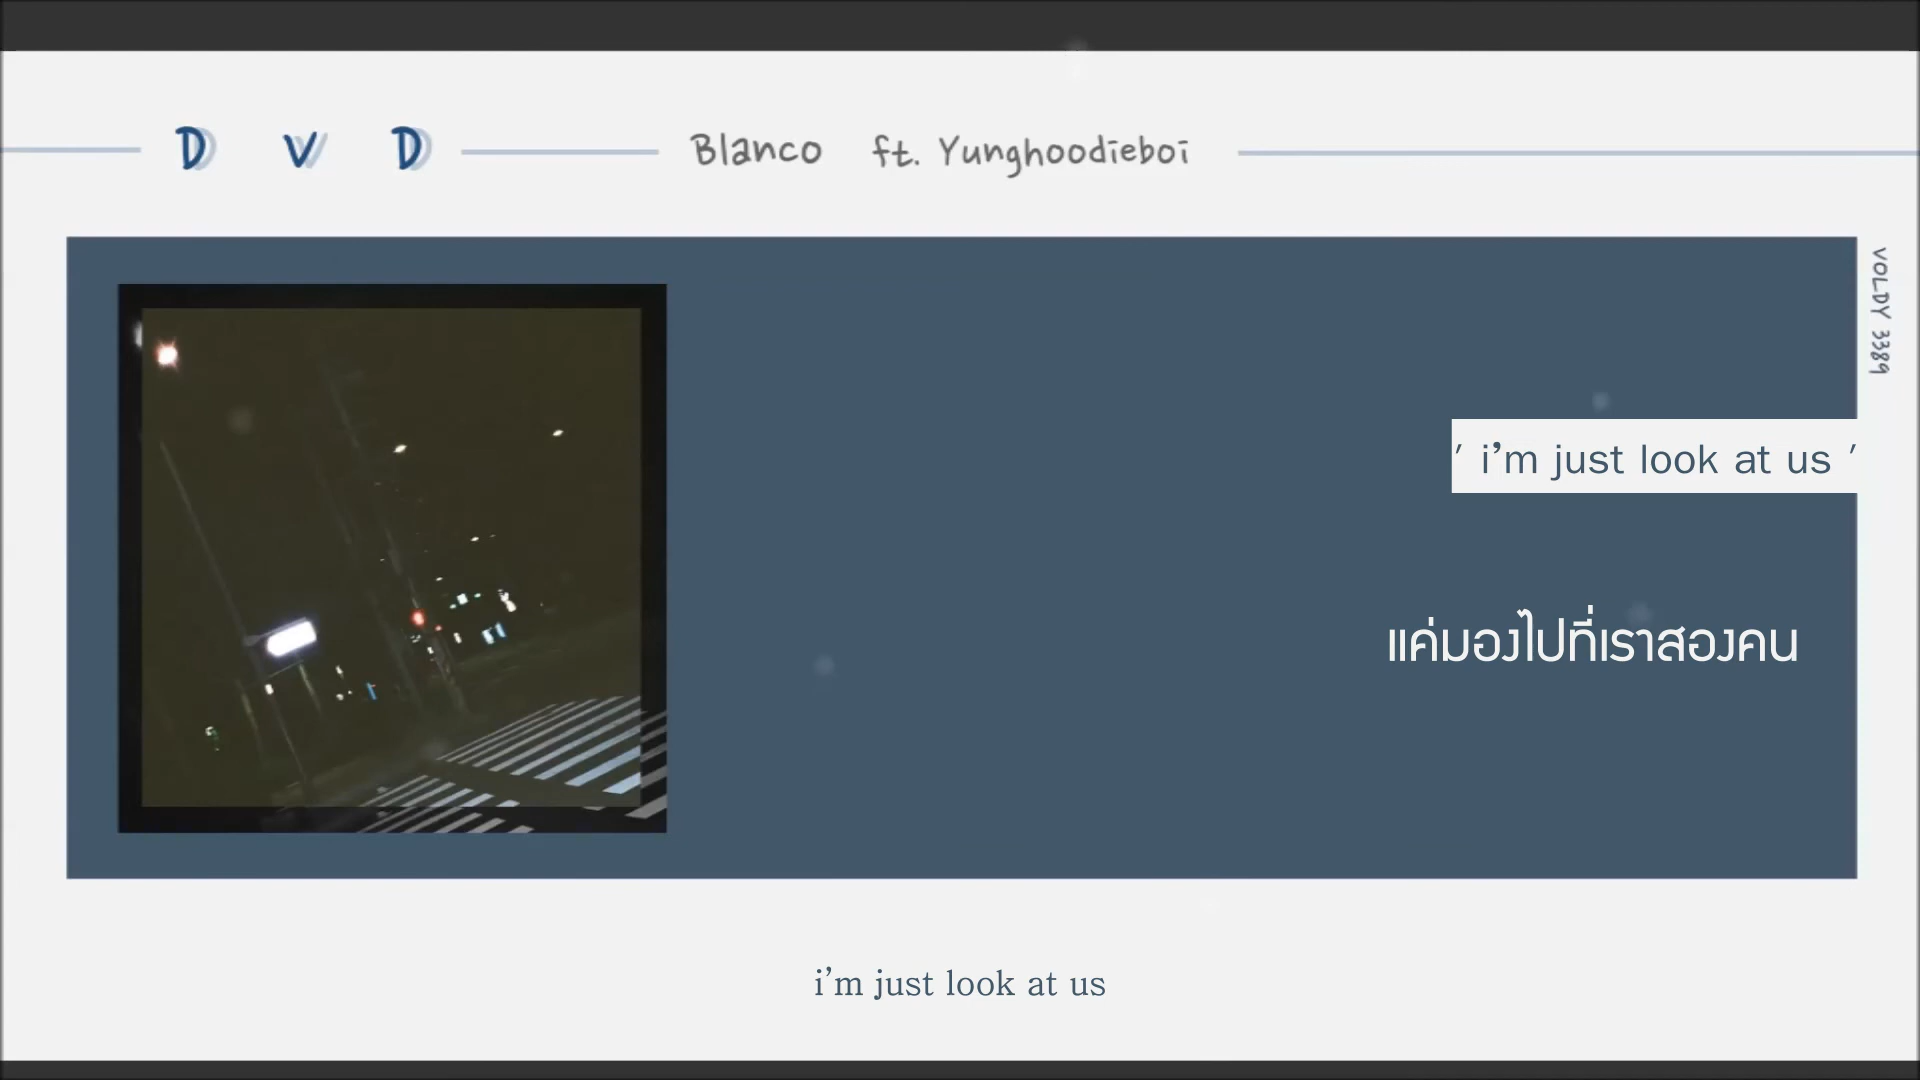 D V D Blanco ft. Yunghoodieboi
VOLDY 3389
' i'm just look at us '
แค่มองไปที่เราสองคน
i'm just look at us